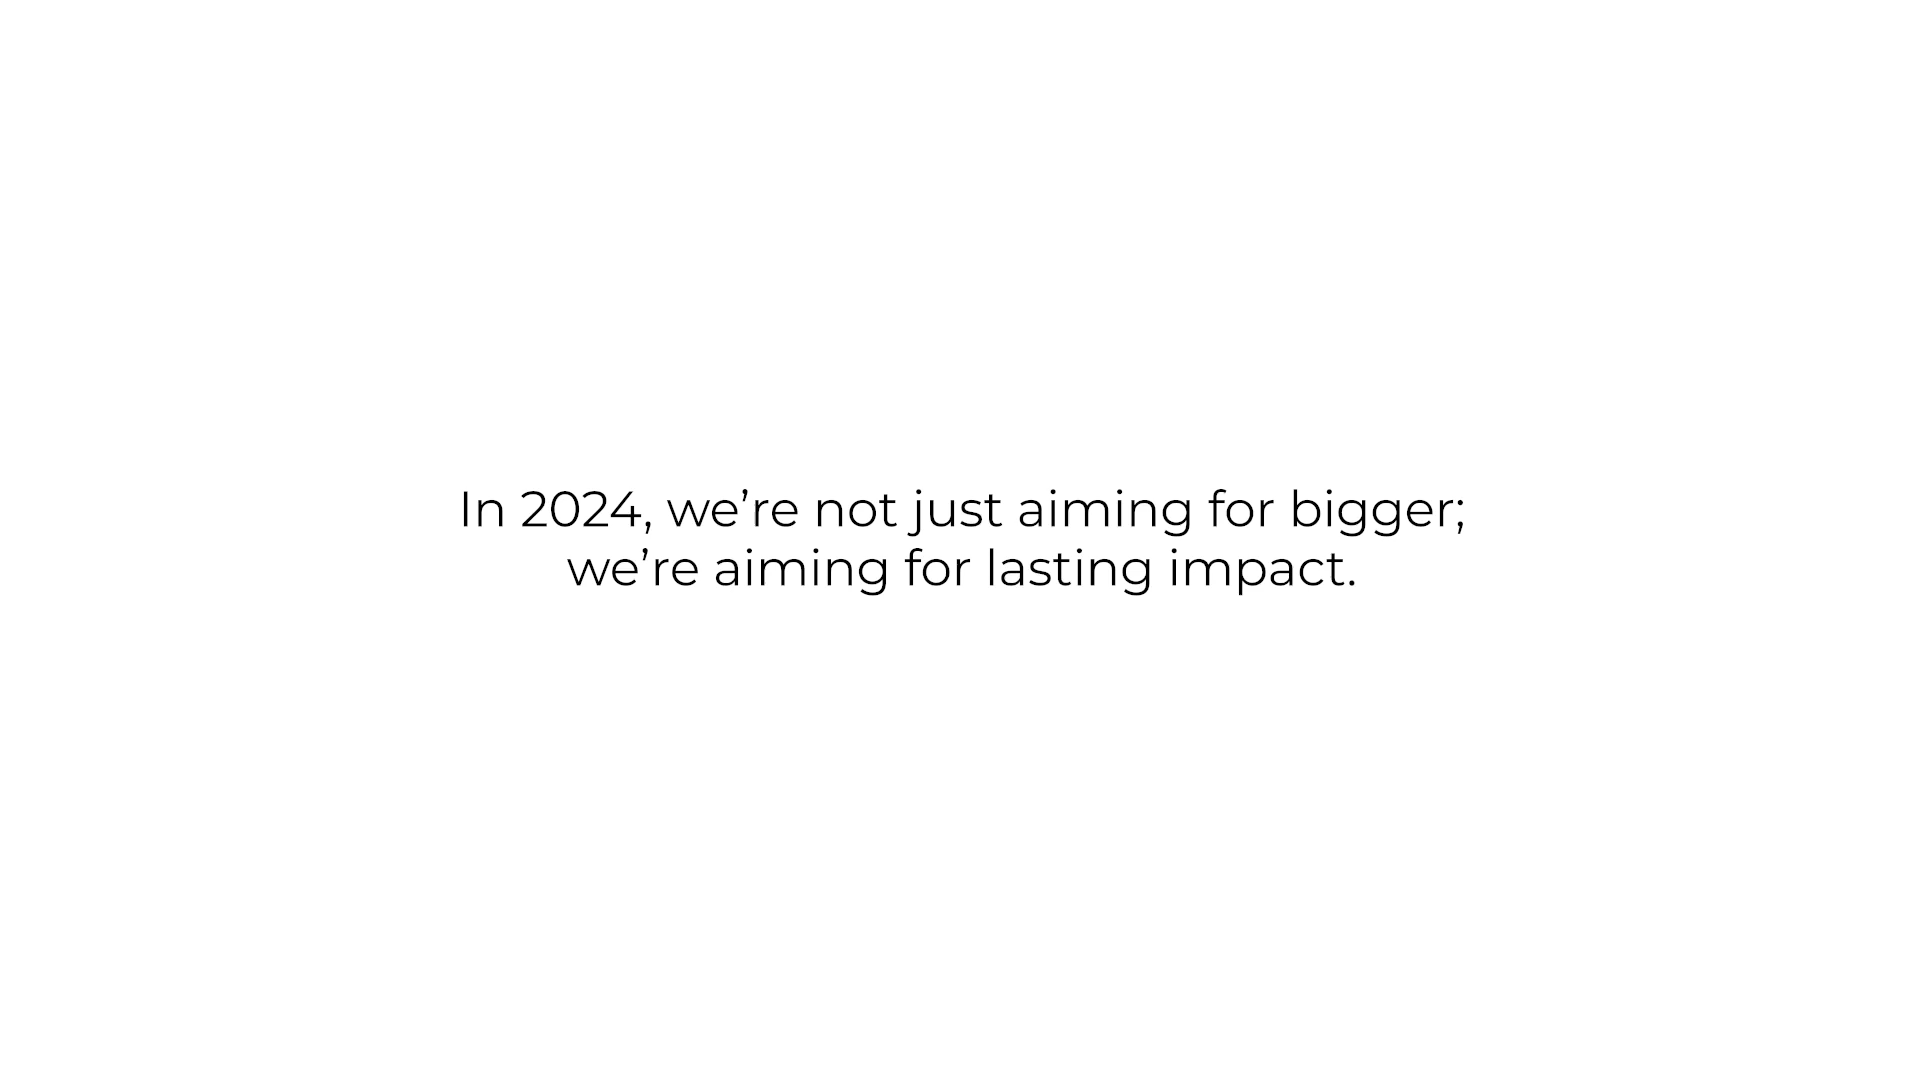 In 2024, we’re not just aiming for bigger;
we’re aiming for lasting impact.